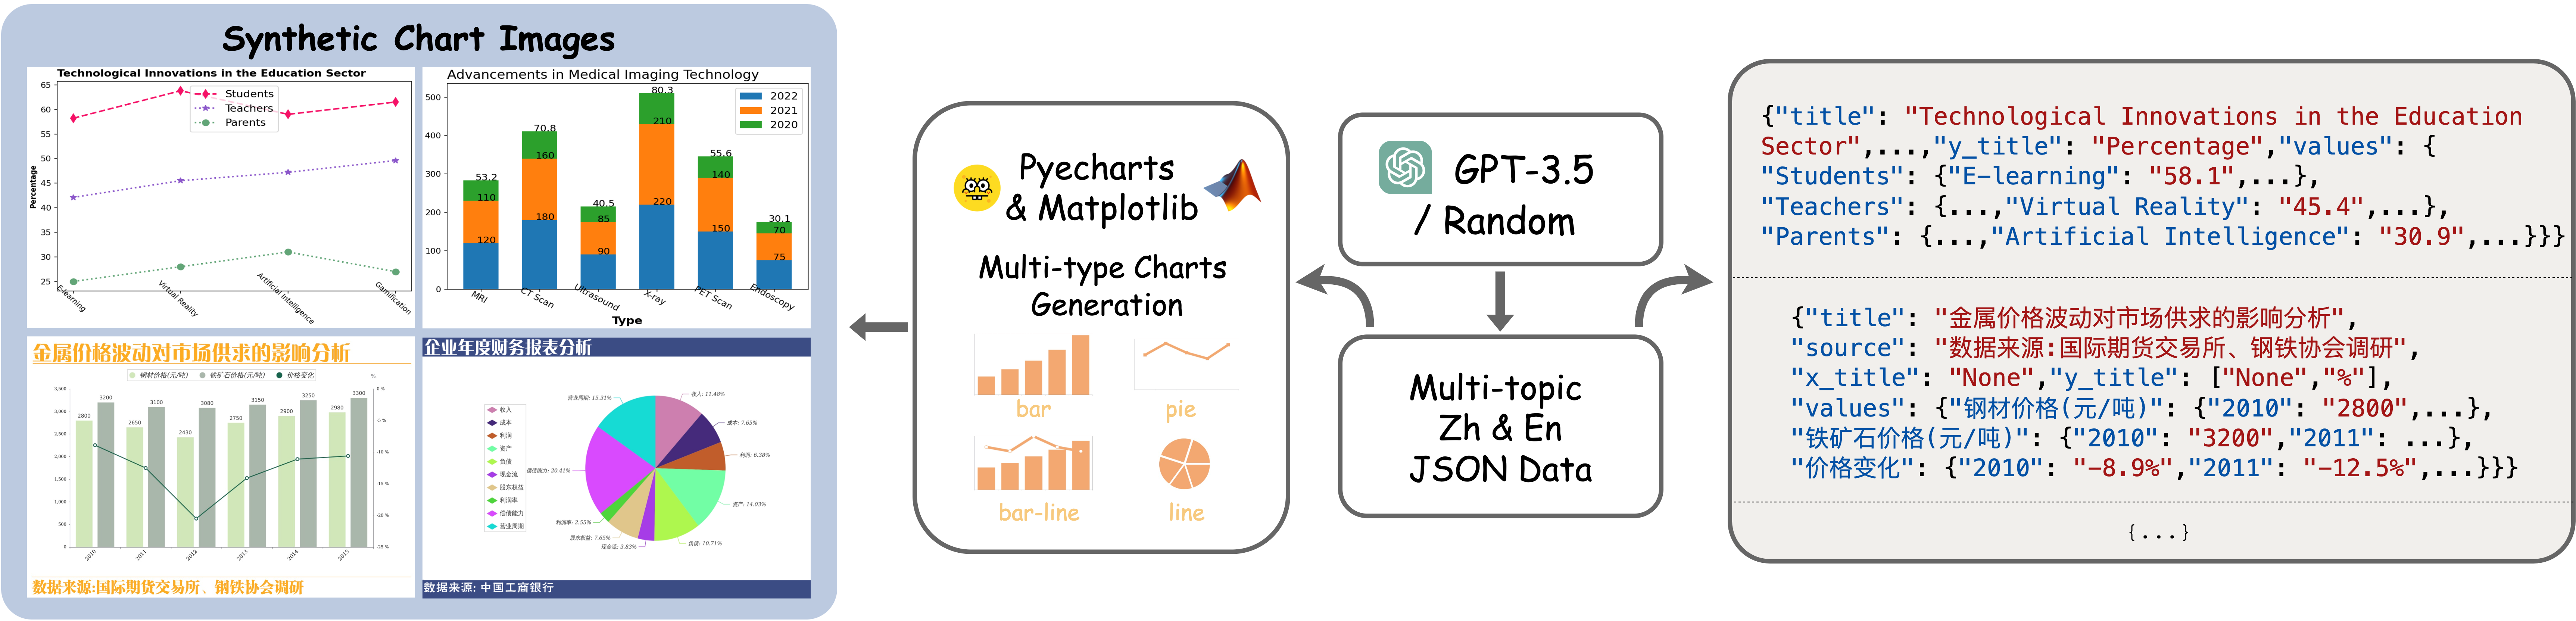 Synthetic Chart Images
Technological Innovations in the Education Sector
65
60
55
50
45
40
35
30
25
Percentage
Students
Teachers
Parents
E-learning
Virtual Reality
Artificial Intelligence
Gamification
Advancements in Medical Imaging Technology
500
400
300
200
100
0
2022
2021
2020
53.2
110
120
70.8
160
180
40.5
85
90
80.3
210
220
55.6
140
150
30.1
70
75
MRI
CT Scan
Ultrasound
X-ray
PET Scan
Endoscopy
Type
金属价格波动对市场供求的影响分析
钢材价格(元/吨) 铁矿石价格(元/吨) 价格变化
%
3,500
3,000
2,500
2,000
1,500
1,000
500
0
0 %
-5 %
-10 %
-15 %
-20 %
-25 %
2800
3200
2650
3100
2430
3080
2750
3150
2900
3250
2980
3300
2010
2011
2012
2013
2014
2015
数据来源:国际期货交易所、钢铁协会调研
企业年度财务报表分析
收入
成本
利润
资产
负债
现金流
股东权益
利润率
偿债能力
营业周期
收入: 11.48%
成本: 7.65%
利润: 6.38%
资产: 14.03%
负债: 10.71%
现金流: 3.83%
股东权益: 7.65%
利润率: 2.55%
偿债能力: 20.41%
营业周期: 15.31%
数据来源: 中国工商银行
Pyecharts
& Matplotlib
Multi-type Charts
Generation
bar
pie
bar-line
line
GPT-3.5
/ Random
Multi-topic
Zh & En
JSON Data
{"title": "Technological Innovations in the Education
Sector",...,"y_title": "Percentage","values": {
"Students": {"E-learning": "58.1",...},
"Teachers": {...,"Virtual Reality": "45.4",...},
"Parents": {...,"Artificial Intelligence": "30.9",...}}}
{"title": "金属价格波动对市场供求的影响分析",
"source": "数据来源:国际期货交易所、钢铁协会调研",
"x_title": "None","y_title": ["None","%"],
"values": {"钢材价格(元/吨)": {"2010": "2800",...},
"铁矿石价格(元/吨)": {"2010": "3200","2011": ...},
"价格变化": {"2010": "-8.9%","2011": "-12.5%",...}}}
{...}